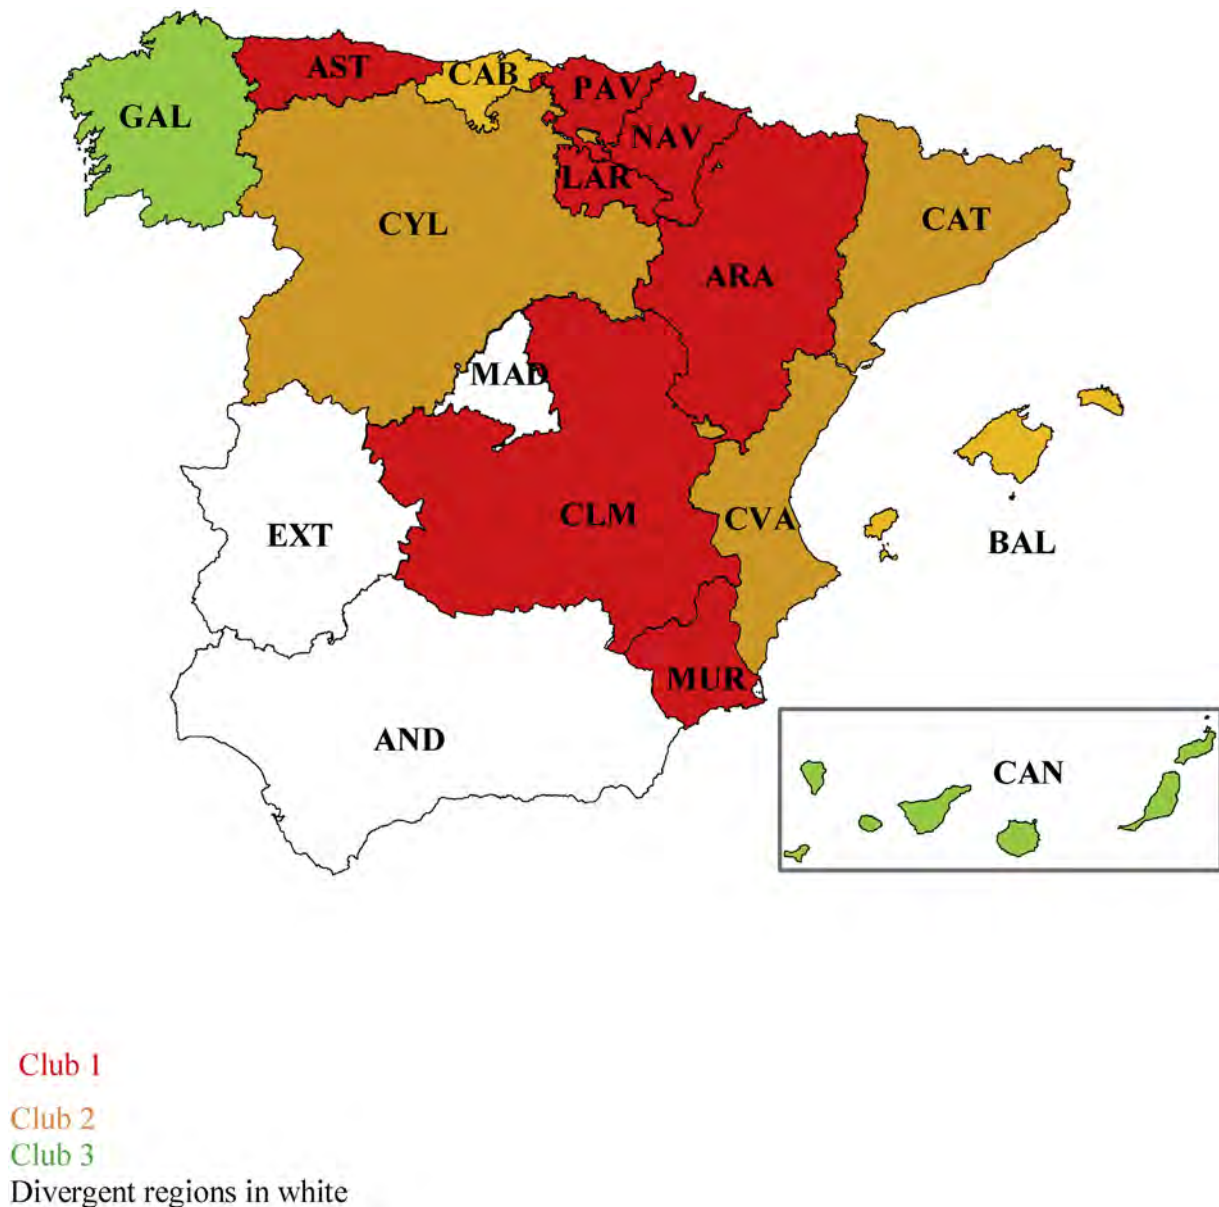 AST
CAB
PAV
GAL
NAV
LAR
CYL
CAT
ARA
MAD
CLM
CVA
EXT
BAL
MUR
AND
CAN
Club 1
Club 2
Club 3
Divergent regions in white